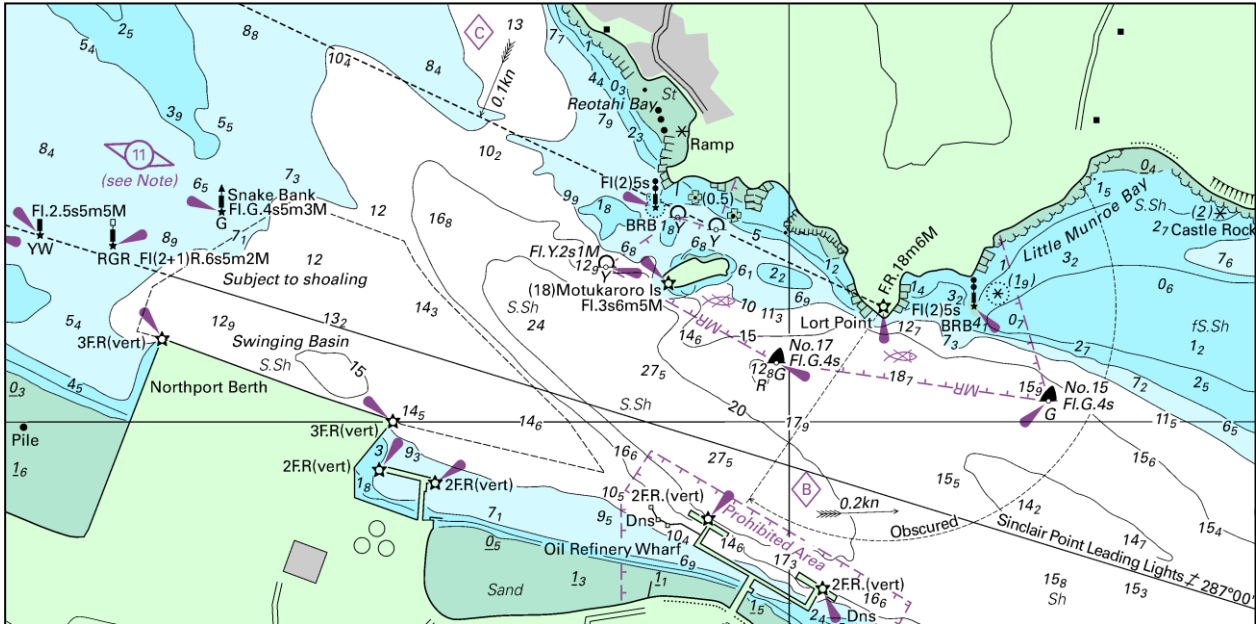 2₅
5₄
8₈
10₄
8₄
C
13
0.1kn
7₇
1
4₄
0₃
St
Reotahi Bay
7₉
2₃
Ramp
3₉
5₅
8₄
11
(see Note)
10₂
0₄
1₅
Little Munroe Bay
S.Sh
(2)
2₇ Castle Rock
7₆
6₅
Snake Bank
Fl.G.4s5m3M
G
7₃
12
16₈
9₉
Fl(2)5s
1
(0.5)
1₈
BRB
1₈
Y
Y
5
Fl.2.5s5m5M
YW
8₉
7₁
RGR
Fl(2+1)R.6s5m2M
12
Subject to shoaling
Fl.Y.2s1M
12₉
Y
6₈
6₈
6₁
2₂
1₂
F.R.18m6M
1
3₂
0₆
(18)Motukaroro Is
Fl.3s6m5M
10
11₃
6₉
1₄
Fl(2)5s
3₂
(1₉)
BRB
4₁
0₇
fS.Sh
1₂
14₃
S.Sh
24
MR
14₆
15
Lort Point
12₇
7₃
2₇
2₅
5₄
12₉
13₂
Swinging Basin
S.Sh
15
3F.R(vert)
Northport Berth
4₅
0₃
Pile
1₆
27₅
No.17
Fl.G.4s
12₈
G
R
18₇
MR
15₉
No.15
Fl.G.4s
G
7₂
11₅
6₅
S.Sh
20
17₉
14₅
14₆
3F.R(vert)
3
9₃
2F.R(vert)
2F.R(vert)
1₈
16₆
27₅
B
0.2kn
Obscured
15₅
14₂
14₇
15₆
15₄
Sinclair Point Leading Lights ≠ 287°00'
7₁
9₅
10₅
2F.R.(vert)
Dns
Prohibited Area
10₄
14₆
17₃
Oil Refinery Wharf
6₉
0₅
1₃
1₁
Sand
1₅
2F.R.(vert)
16₆
2₄
Dns
15₈
Sh
15₃